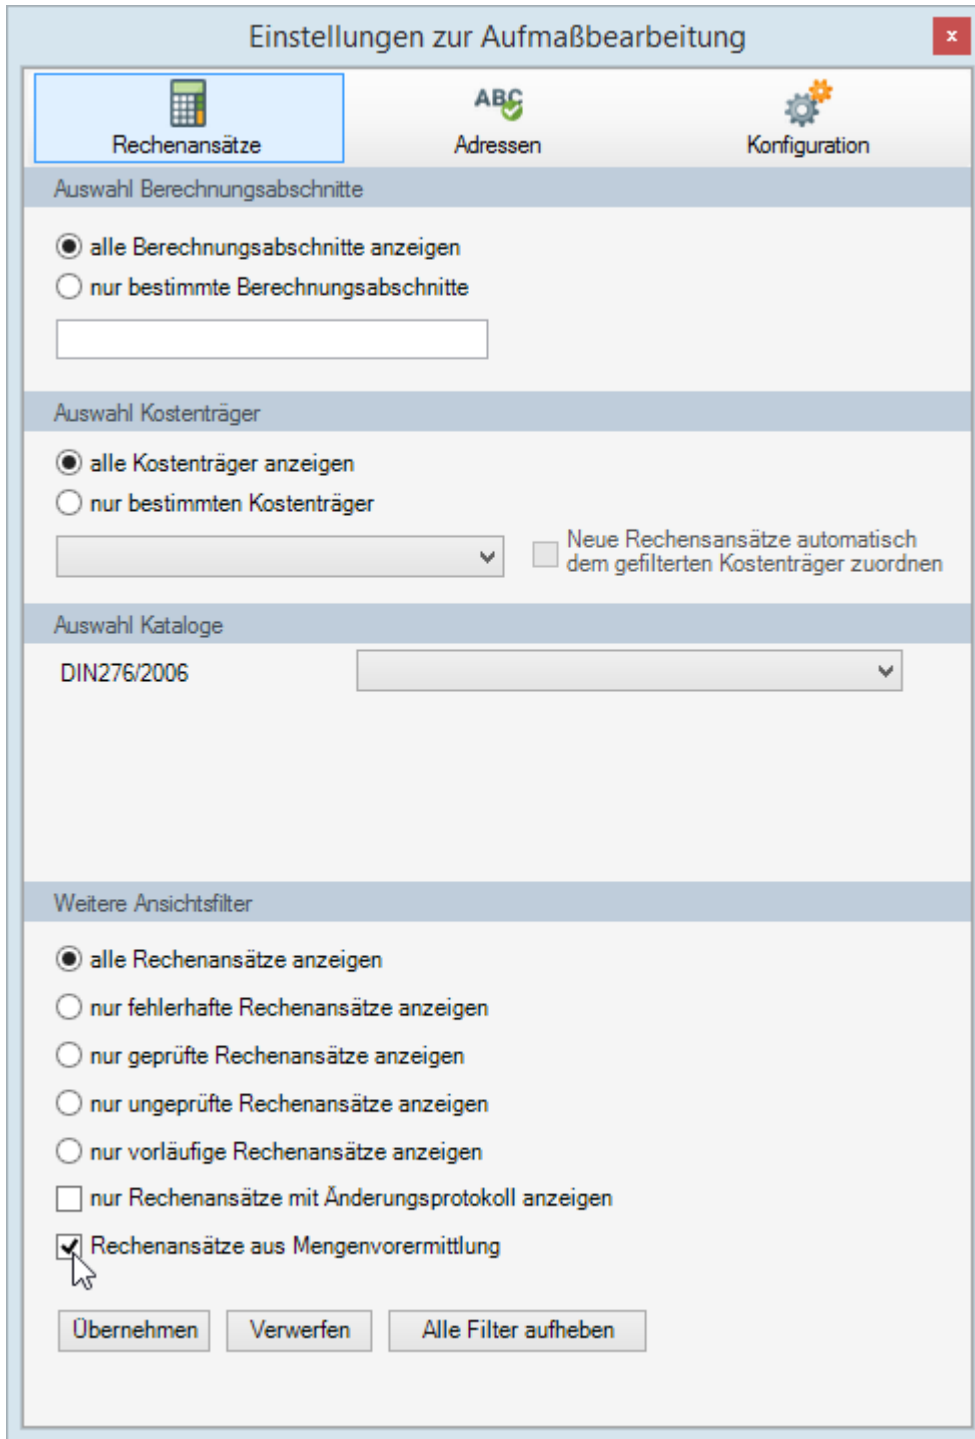 Einstellungen zur Aufmaßbearbeitung
x
ABC
Rechenansätze
Adressen
Konfiguration
Auswahl Berechnungsabschnitte
alle Berechnungsabschnitte anzeigen
nur bestimmte Berechnungsabschnitte
Auswahl Kostenträger
alle Kostenträger anzeigen
nur bestimmten Kostenträger
Neue Rechensansätze automatisch
dem gefilterten Kostenträger zuordnen
Auswahl Kataloge
DIN276/2006
Weitere Ansichtsfilter
alle Rechenansätze anzeigen
nur fehlerhafte Rechenansätze anzeigen
nur geprüfte Rechenansätze anzeigen
nur ungeprüfte Rechenansätze anzeigen
nur vorläufige Rechenansätze anzeigen
nur Rechenansätze mit Änderungsprotokoll anzeigen
Rechenansätze aus Mengenvorermittlung
Übernehmen
Verwerfen
Alle Filter aufheben